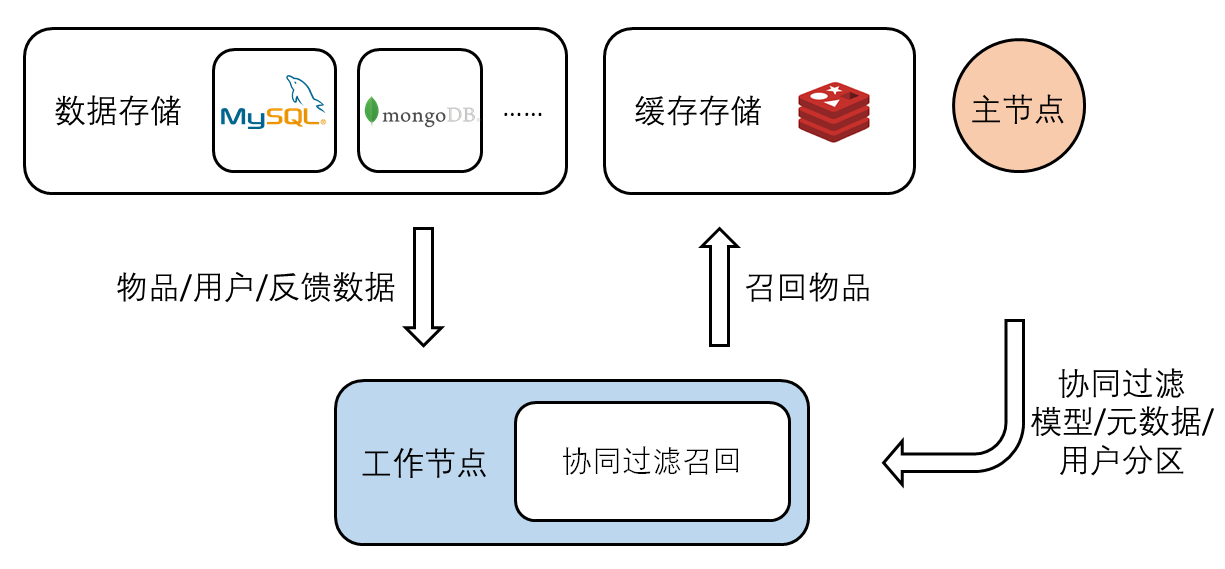 数据存储
MySQL®
mongoDB.
……
缓存存储
主节点
物品/用户/反馈数据
召回物品
协同过滤
模型/元数据/
用户分区
工作节点
协同过滤召回